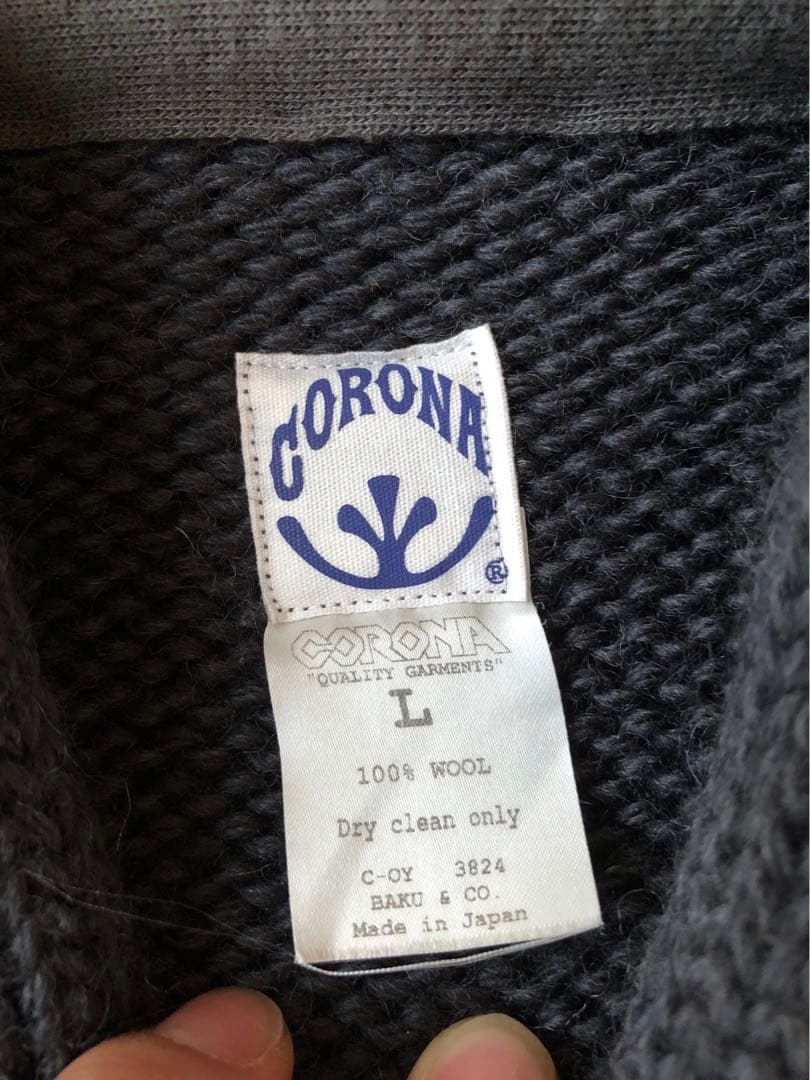 CORONA
®
CORONA
"QUALITY GARMENTS"
L
100% WOOL
Dry clean only
C-OY 3824
BAKU & CO.
Made in Japan